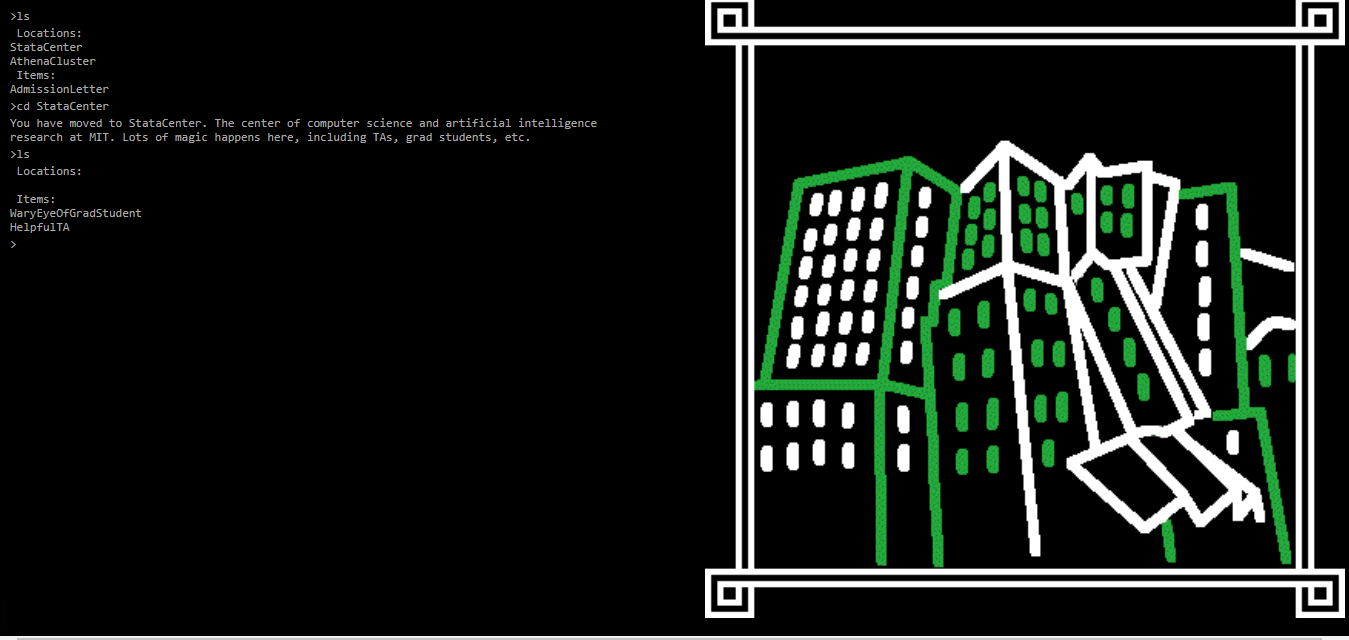 >ls
Locations:
StataCenter
AthenaCluster
Items:
AdmissionLetter
>cd StataCenter
You have moved to StataCenter. The center of computer science and artificial intelligence
research at MIT. Lots of magic happens here, including TAs, grad students, etc.
>ls
Locations:
Items:
WaryEyeOfGradStudent
HelpfulTA
>